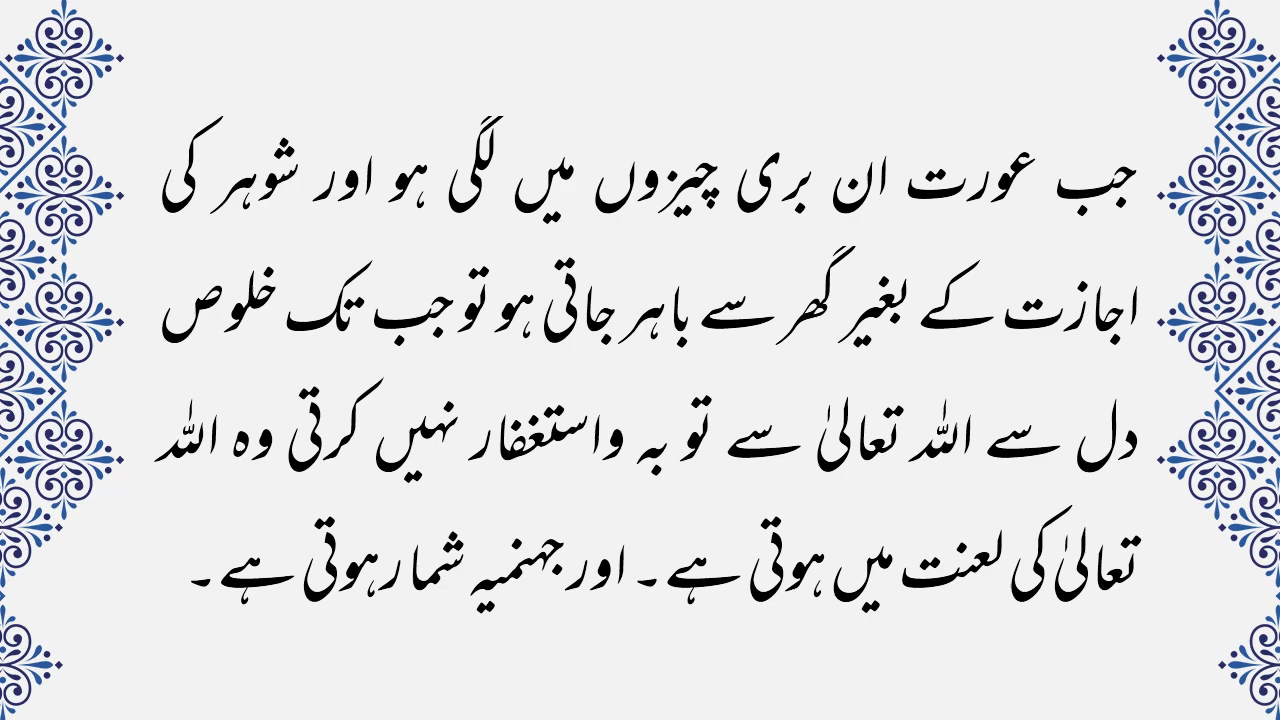 جب عورت ان بری چیزوں میں لگی ہو اور شوہر کی
اجازت کے بغیر گھر سے باہر جاتی ہو تو جب تک خلوص
دل سے اللہ تعالیٰ سے توبہ واستغفار نہیں کرتی وہ اللہ
تعالیٰ کی لعنت میں ہوتی ہے۔ اور جہنمیہ شمار ہوتی ہے۔